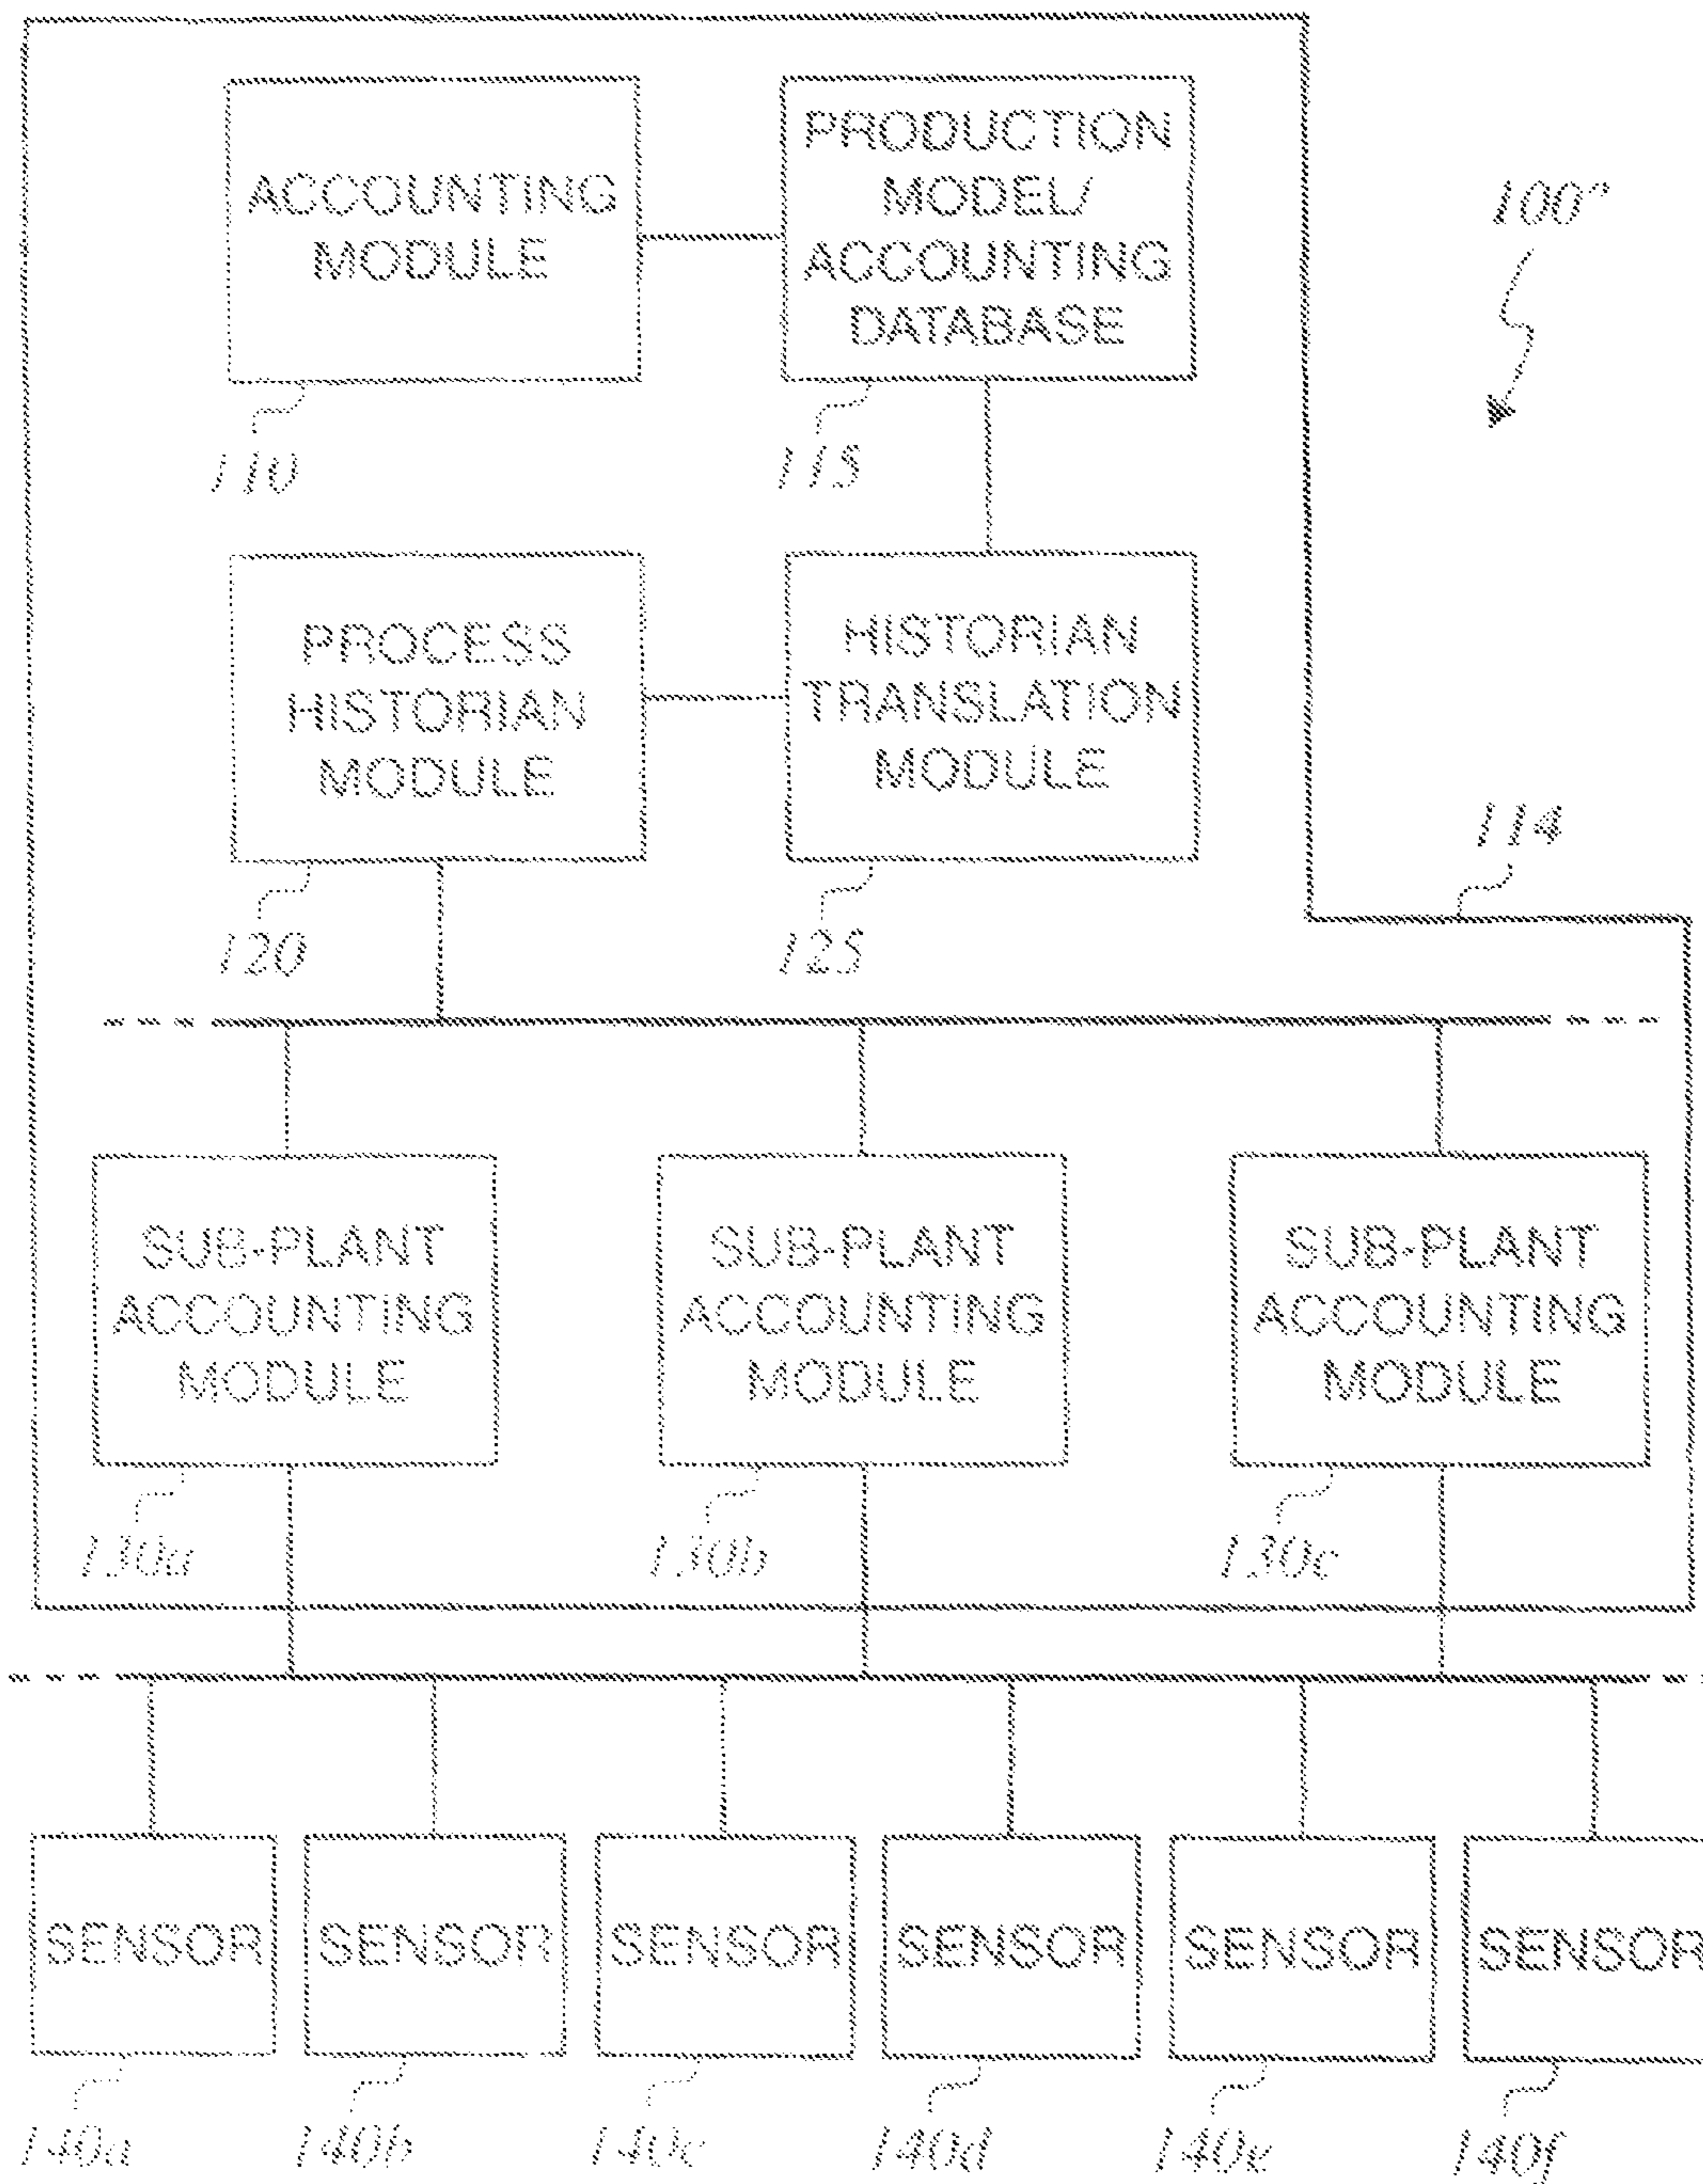 ACCOUNTING
MODULE
PRODUCTION
MODEL/
ACCOUNTING
DATABASE
100"
110
115
PROCESS
HISTORIAN
MODULE
HISTORIAN
TRANSLATION
MODULE
114
120
125
SUB-PLANT
ACCOUNTING
MODULE
SUB-PLANT
ACCOUNTING
MODULE
SUB-PLANT
ACCOUNTING
MODULE
130a
130b
130c
SENSOR
SENSOR
SENSOR
SENSOR
SENSOR
SENSOR
140a
140b
140c
140d
140e
140f